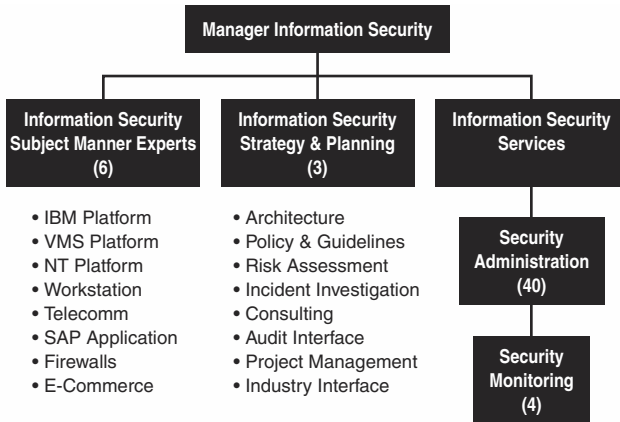 Manager Information Security
Information Security
Subject Manner Experts
(6)
• IBM Platform
• VMS Platform
• NT Platform
• Workstation
• Telecomm
• SAP Application
• Firewalls
• E-Commerce
Information Security
Strategy & Planning
(3)
• Architecture
• Policy & Guidelines
• Risk Assessment
• Incident Investigation
• Consulting
• Audit Interface
• Project Management
• Industry Interface
Information Security
Services
Security
Administration
(40)
Security
Monitoring
(4)